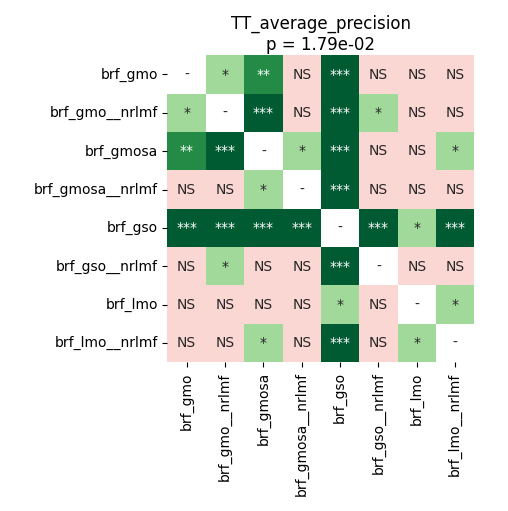 TT_average_precision
p = 1.79e-02
brf_gmo - * ** NS *** NS NS NS
brf_gmo__nrlmf * - *** NS *** * NS NS
brf_gmosa ** *** - * *** NS NS *
brf_gmosa__nrlmf NS NS * - *** NS NS NS
brf_gso *** *** *** *** - *** * ***
brf_gso__nrlmf NS * NS NS *** - NS NS
brf_lmo NS NS NS NS * NS - *
brf_lmo__nrlmf NS NS * NS *** NS * -
brf_gmo
brf_gmo__nrlmf
brf_gmosa
brf_gmosa__nrlmf
brf_gso
brf_gso__nrlmf
brf_lmo
brf_lmo__nrlmf